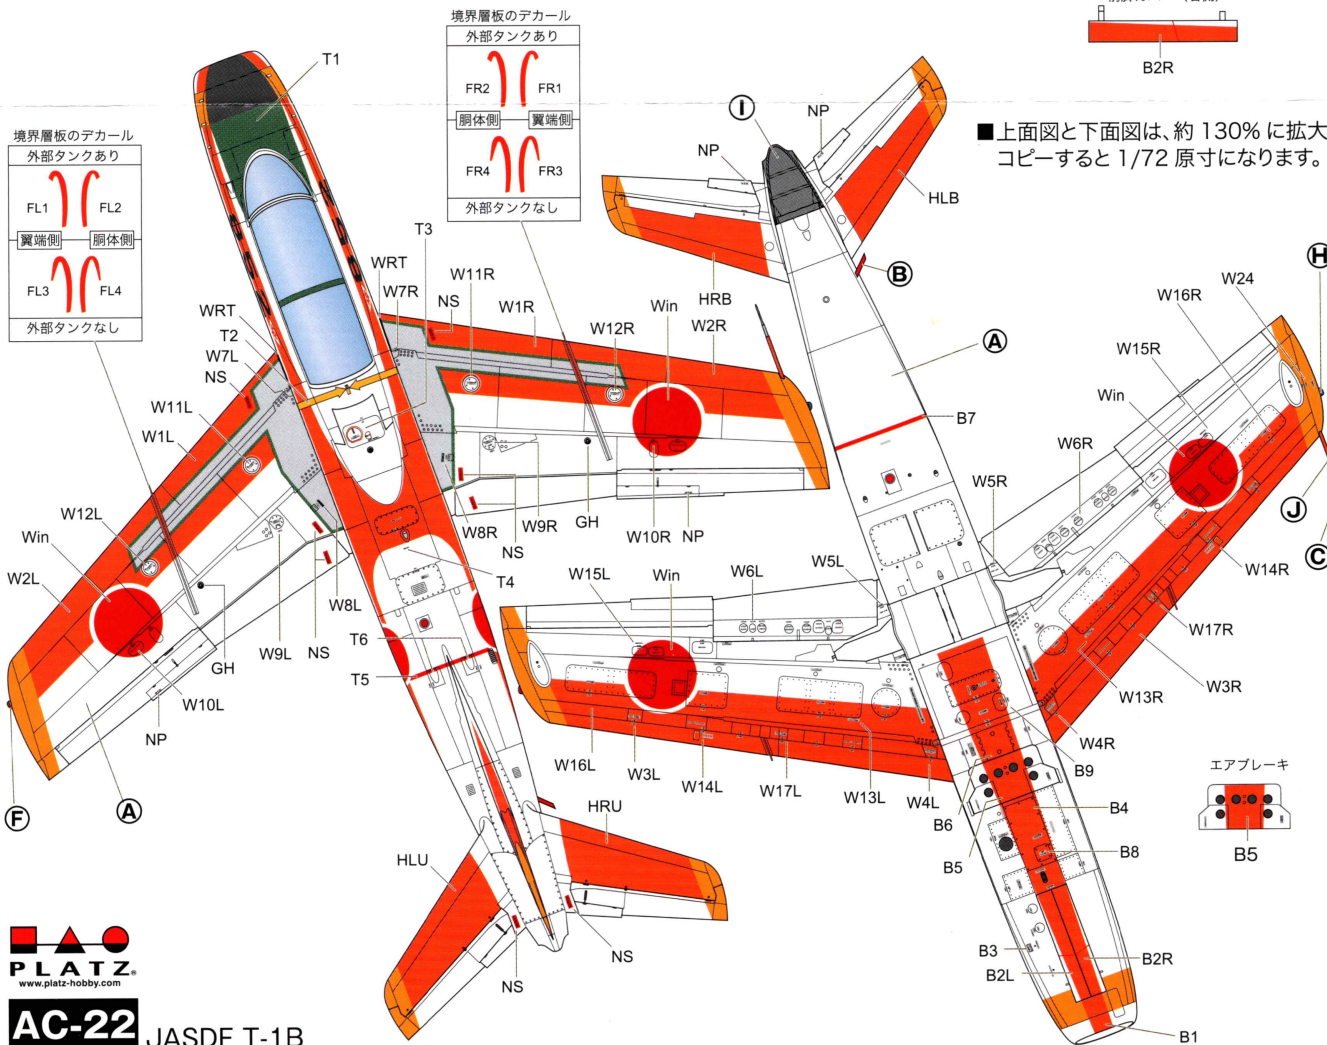 境界層板のデカール
外部タンクあり
FR2
FR1
胴体側
翼端側
FR4
FR3
外部タンクなし
境界層板のデカール
外部タンクあり
FL1
FL2
翼端側
胴体側
FL3
FL4
外部タンクなし
B2R
■上面図と下面図は、約130%に拡大
コピーすると1/72原寸になります。
T1
T3
WRT
W7R
W11R
NS
W1R
W12R
Win
W2R
WRT
T2
W7L
NS
W11L
W1L
W12L
Win
W2L
W8R
NS
W9R
GH
W10R
NP
T4
T6
T5
W8L
NS
W9L
GH
W10L
NP
F
A
HLU
HRU
NS
NS
I
NP
NP
HLB
HRB
B
A
B7
W5R
W6R
Win
W15R
W16R
W24
H
J
C
W14R
W17R
W3R
W13R
W4R
W15L
Win
W6L
W5L
W16L
W3L
W14L
W17L
W13L
W4L
B9
B6
B4
B5
B8
B3
B2L
B2R
B1
エアブレーキ
B5
PLATZ®
www.platz-hobby.com
AC-22
JASDF T-1B